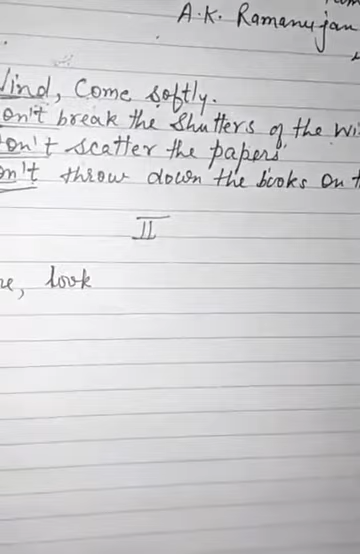 A.K. Ramanujan
Wind, Come softly.
Don't break the shutters of the
Don't scatter the papers
Don't throw down the books on
II
look